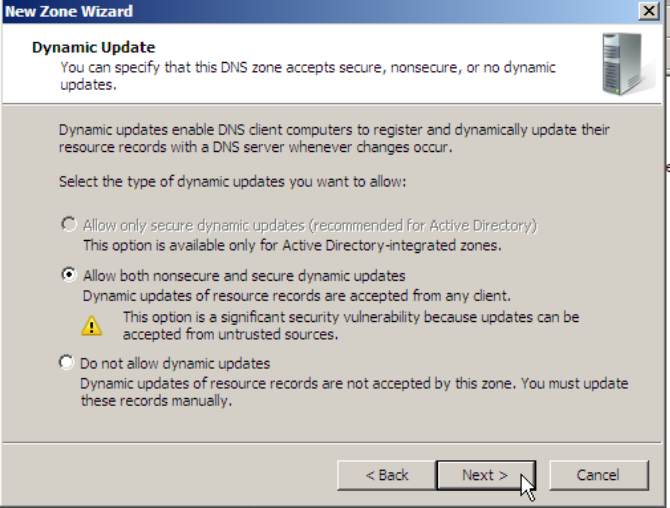 New Zone Wizard
Dynamic Update
You can specify that this DNS zone accepts secure, nonsecure, or no dynamic
updates.
Dynamic updates enable DNS client computers to register and dynamically update their
resource records with a DNS server whenever changes occur.
Select the type of dynamic updates you want to allow:
Allow only secure dynamic updates (recommended for Active Directory)
This option is available only for Active Directory-integrated zones.
Allow both nonsecure and secure dynamic updates
Dynamic updates of resource records are accepted from any client.
This option is a significant security vulnerability because updates can be
accepted from untrusted sources.
Do not allow dynamic updates
Dynamic updates of resource records are not accepted by this zone. You must update
these records manually.
< Back Next > Cancel